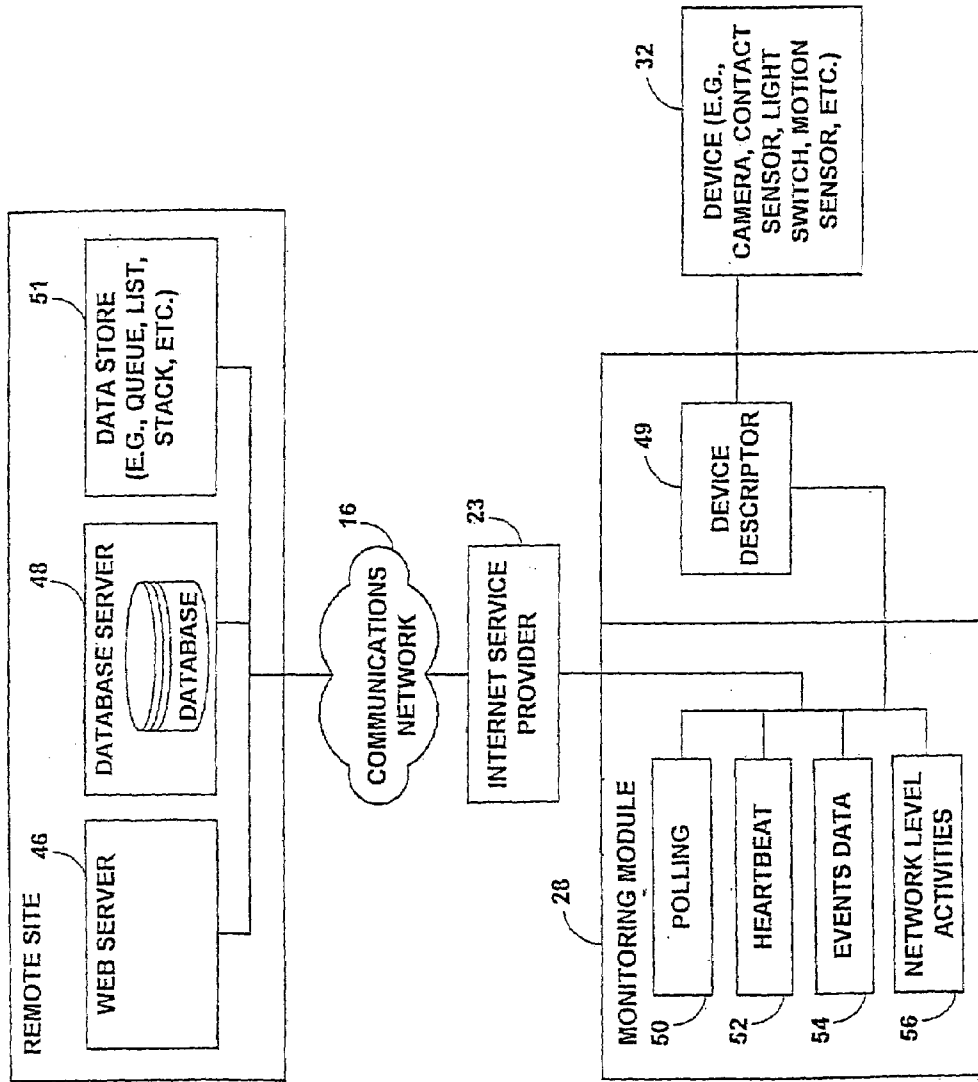 REMOTE SITE
46
WEB SERVER
48
DATABASE SERVER
DATABASE
51
DATA STORE
(E.G., QUEUE, LIST,
STACK, ETC.)
16
COMMUNICATIONS
NETWORK
23
INTERNET SERVICE
PROVIDER
28
MONITORING MODULE
50
POLLING
52
HEARTBEAT
54
EVENTS DATA
56
NETWORK LEVEL
ACTIVITIES
49
DEVICE
DESCRIPTOR
32
DEVICE (E.G.,
CAMERA, CONTACT
SENSOR, LIGHT
SWITCH, MOTION
SENSOR, ETC.)